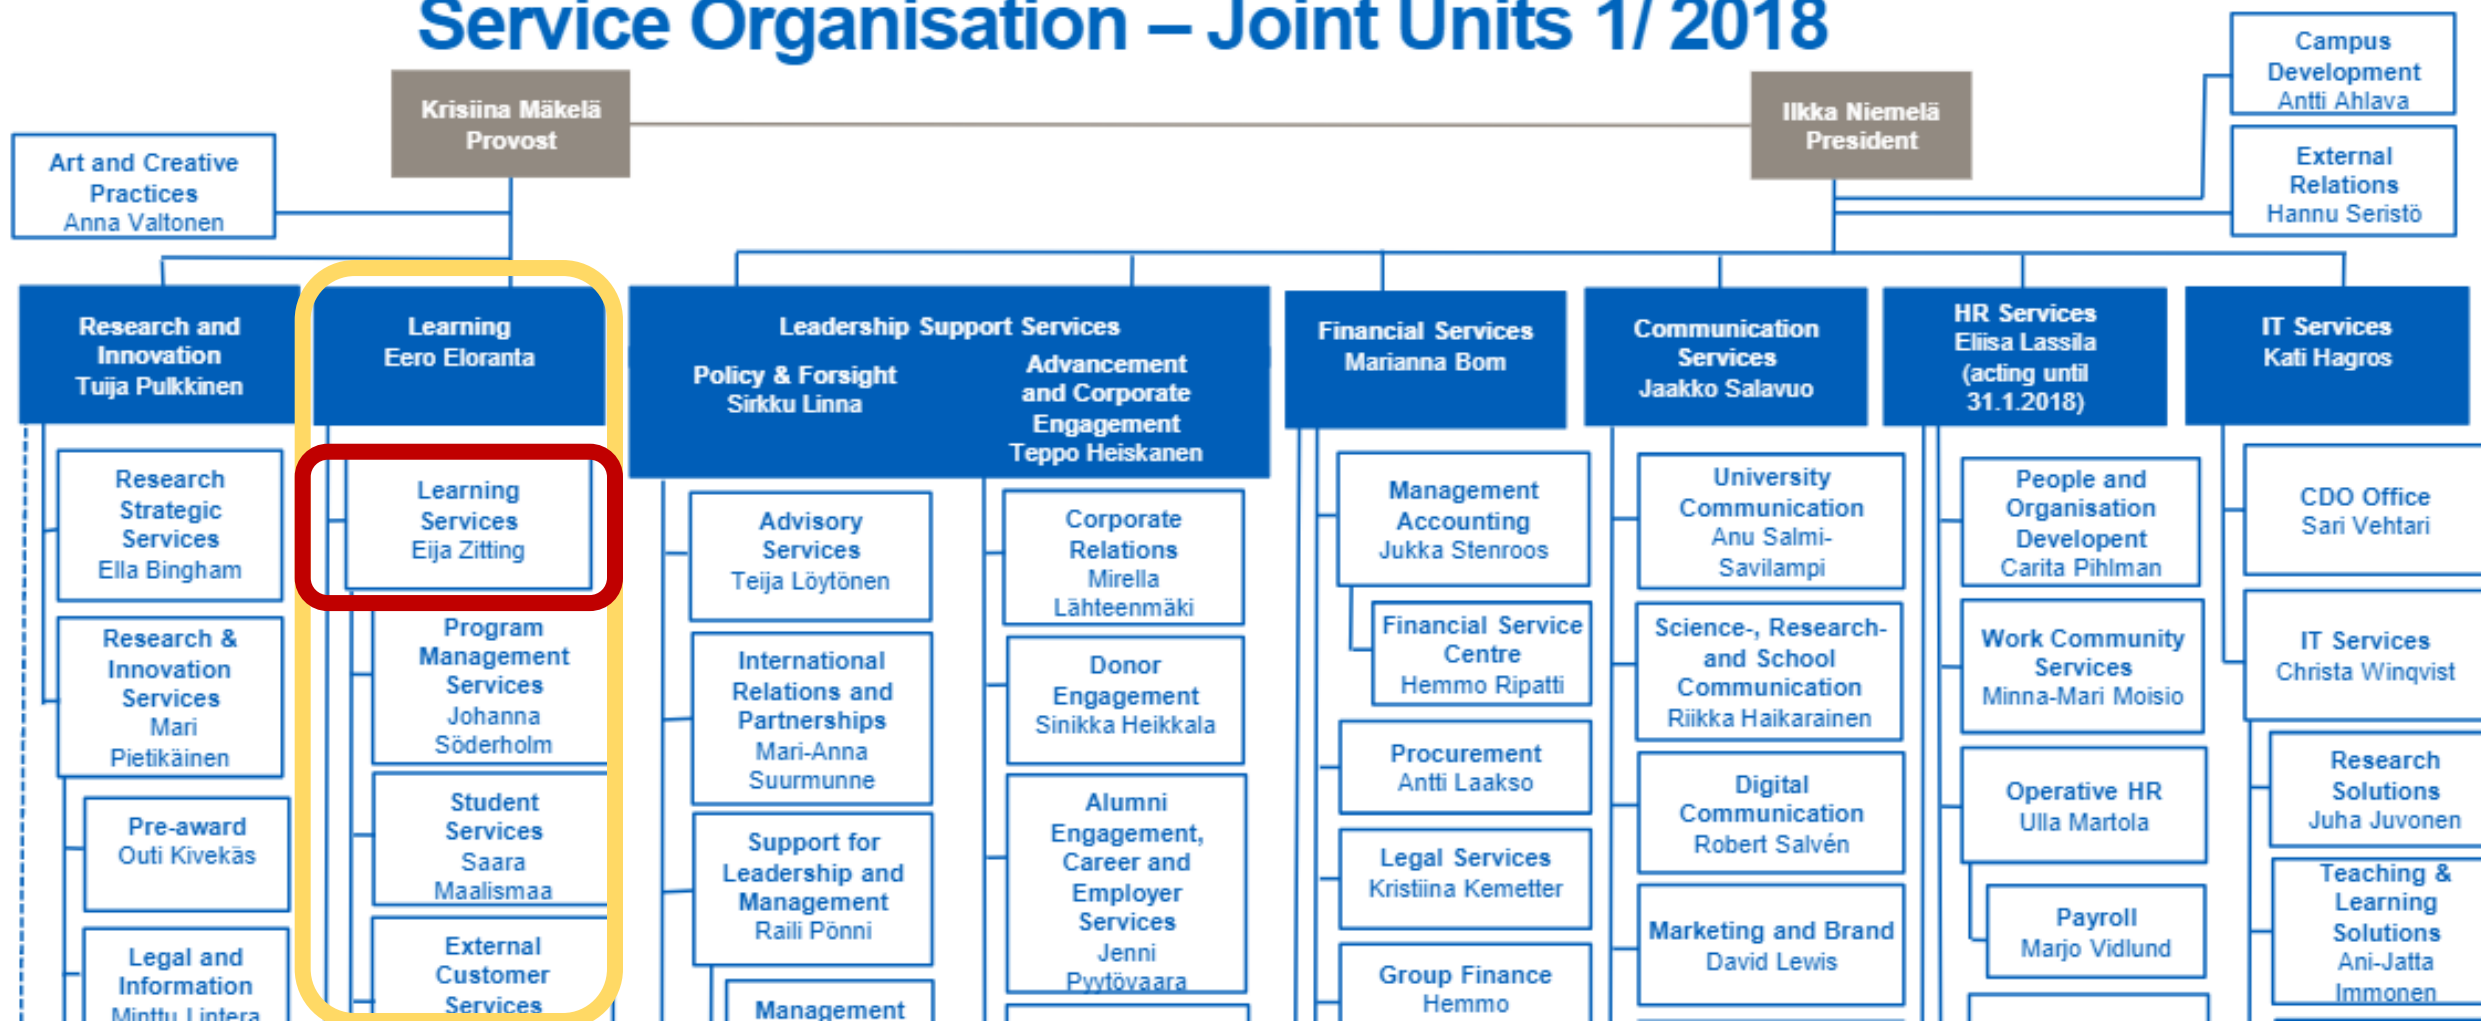 Service Organisation – Joint Units 1/ 2018
Campus
Development
Antti Ahlava
Krisiina Mäkelä
Provost
Ilkka Niemelä
President
External
Relations
Hannu Seristö
Art and Creative
Practices
Anna Valtonen
Research and
Innovation
Tuija Pulkkinen
Research
Strategic
Services
Ella Bingham
Research &
Innovation
Services
Mari
Pietikäinen
Pre-award
Outi Kivekäs
Legal and
Information
Minttu Lintera
Learning
Eero Eloranta
Learning
Services
Eija Zitting
Program
Management
Services
Johanna
Söderholm
Student
Services
Saara
Maalismaa
External
Customer
Services
Leadership Support Services
Policy & Forsight
Sirkku Linna
Advisory
Services
Teija Löytönen
International
Relations and
Partnerships
Mari-Anna
Suurmunne
Support for
Leadership and
Management
Raili Pönni
Management
Advancement
and Corporate
Engagement
Teppo Heiskanen
Corporate
Relations
Mirella
Lähteenmäki
Donor
Engagement
Sinikka Heikkala
Alumni
Engagement,
Career and
Employer
Services
Jenni
Pyytövaara
Financial Services
Marianna Bom
Management
Accounting
Jukka Stenroos
Financial Service
Centre
Hemmo Ripatti
Procurement
Antti Laakso
Legal Services
Kristiina Kemetter
Group Finance
Hemmo
Communication
Services
Jaakko Salavuo
University
Communication
Anu Salmi-
Savilampi
Science-, Research-
and School
Communication
Riikka Haikarainen
Digital
Communication
Robert Salvén
Marketing and Brand
David Lewis
HR Services
Eliisa Lassila
(acting until
31.1.2018)
People and
Organisation
Developent
Carita Pihlman
Work Community
Services
Minna-Mari Moisio
Operative HR
Ulla Martola
Payroll
Marjo Vidlund
IT Services
Kati Hagros
CDO Office
Sari Vehtari
IT Services
Christa Winqvist
Research
Solutions
Juha Juvonen
Teaching &
Learning
Solutions
Ani-Jatta
Immonen